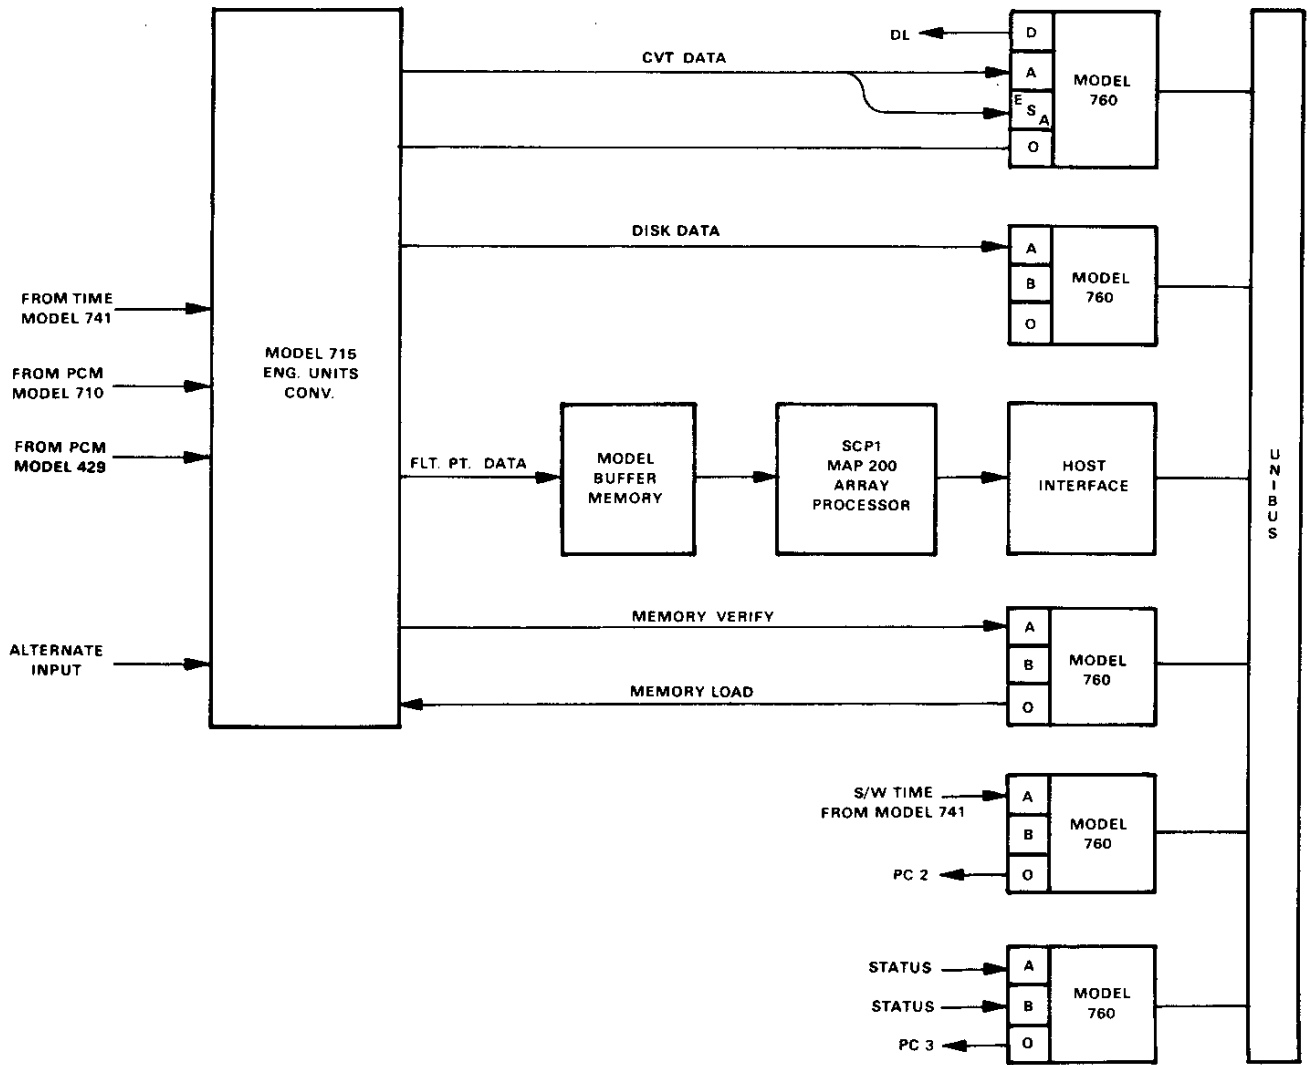 DL
D
A
E
S
A
O
MODEL
760
CVT DATA
DISK DATA
A
B
O
MODEL
760
FROM TIME
MODEL 741
FROM PCM
MODEL 710
FROM PCM
MODEL 429
ALTERNATE
INPUT
MODEL 715
ENG. UNITS
CONV.
FLT. PT. DATA
MODEL
BUFFER
MEMORY
SCP1
MAP 200
ARRAY
PROCESSOR
HOST
INTERFACE
UNIBUS
MEMORY VERIFY
MEMORY LOAD
A
B
O
MODEL
760
S/W TIME
FROM MODEL 741
PC 2
A
B
O
MODEL
760
STATUS
STATUS
PC 3
A
B
O
MODEL
760